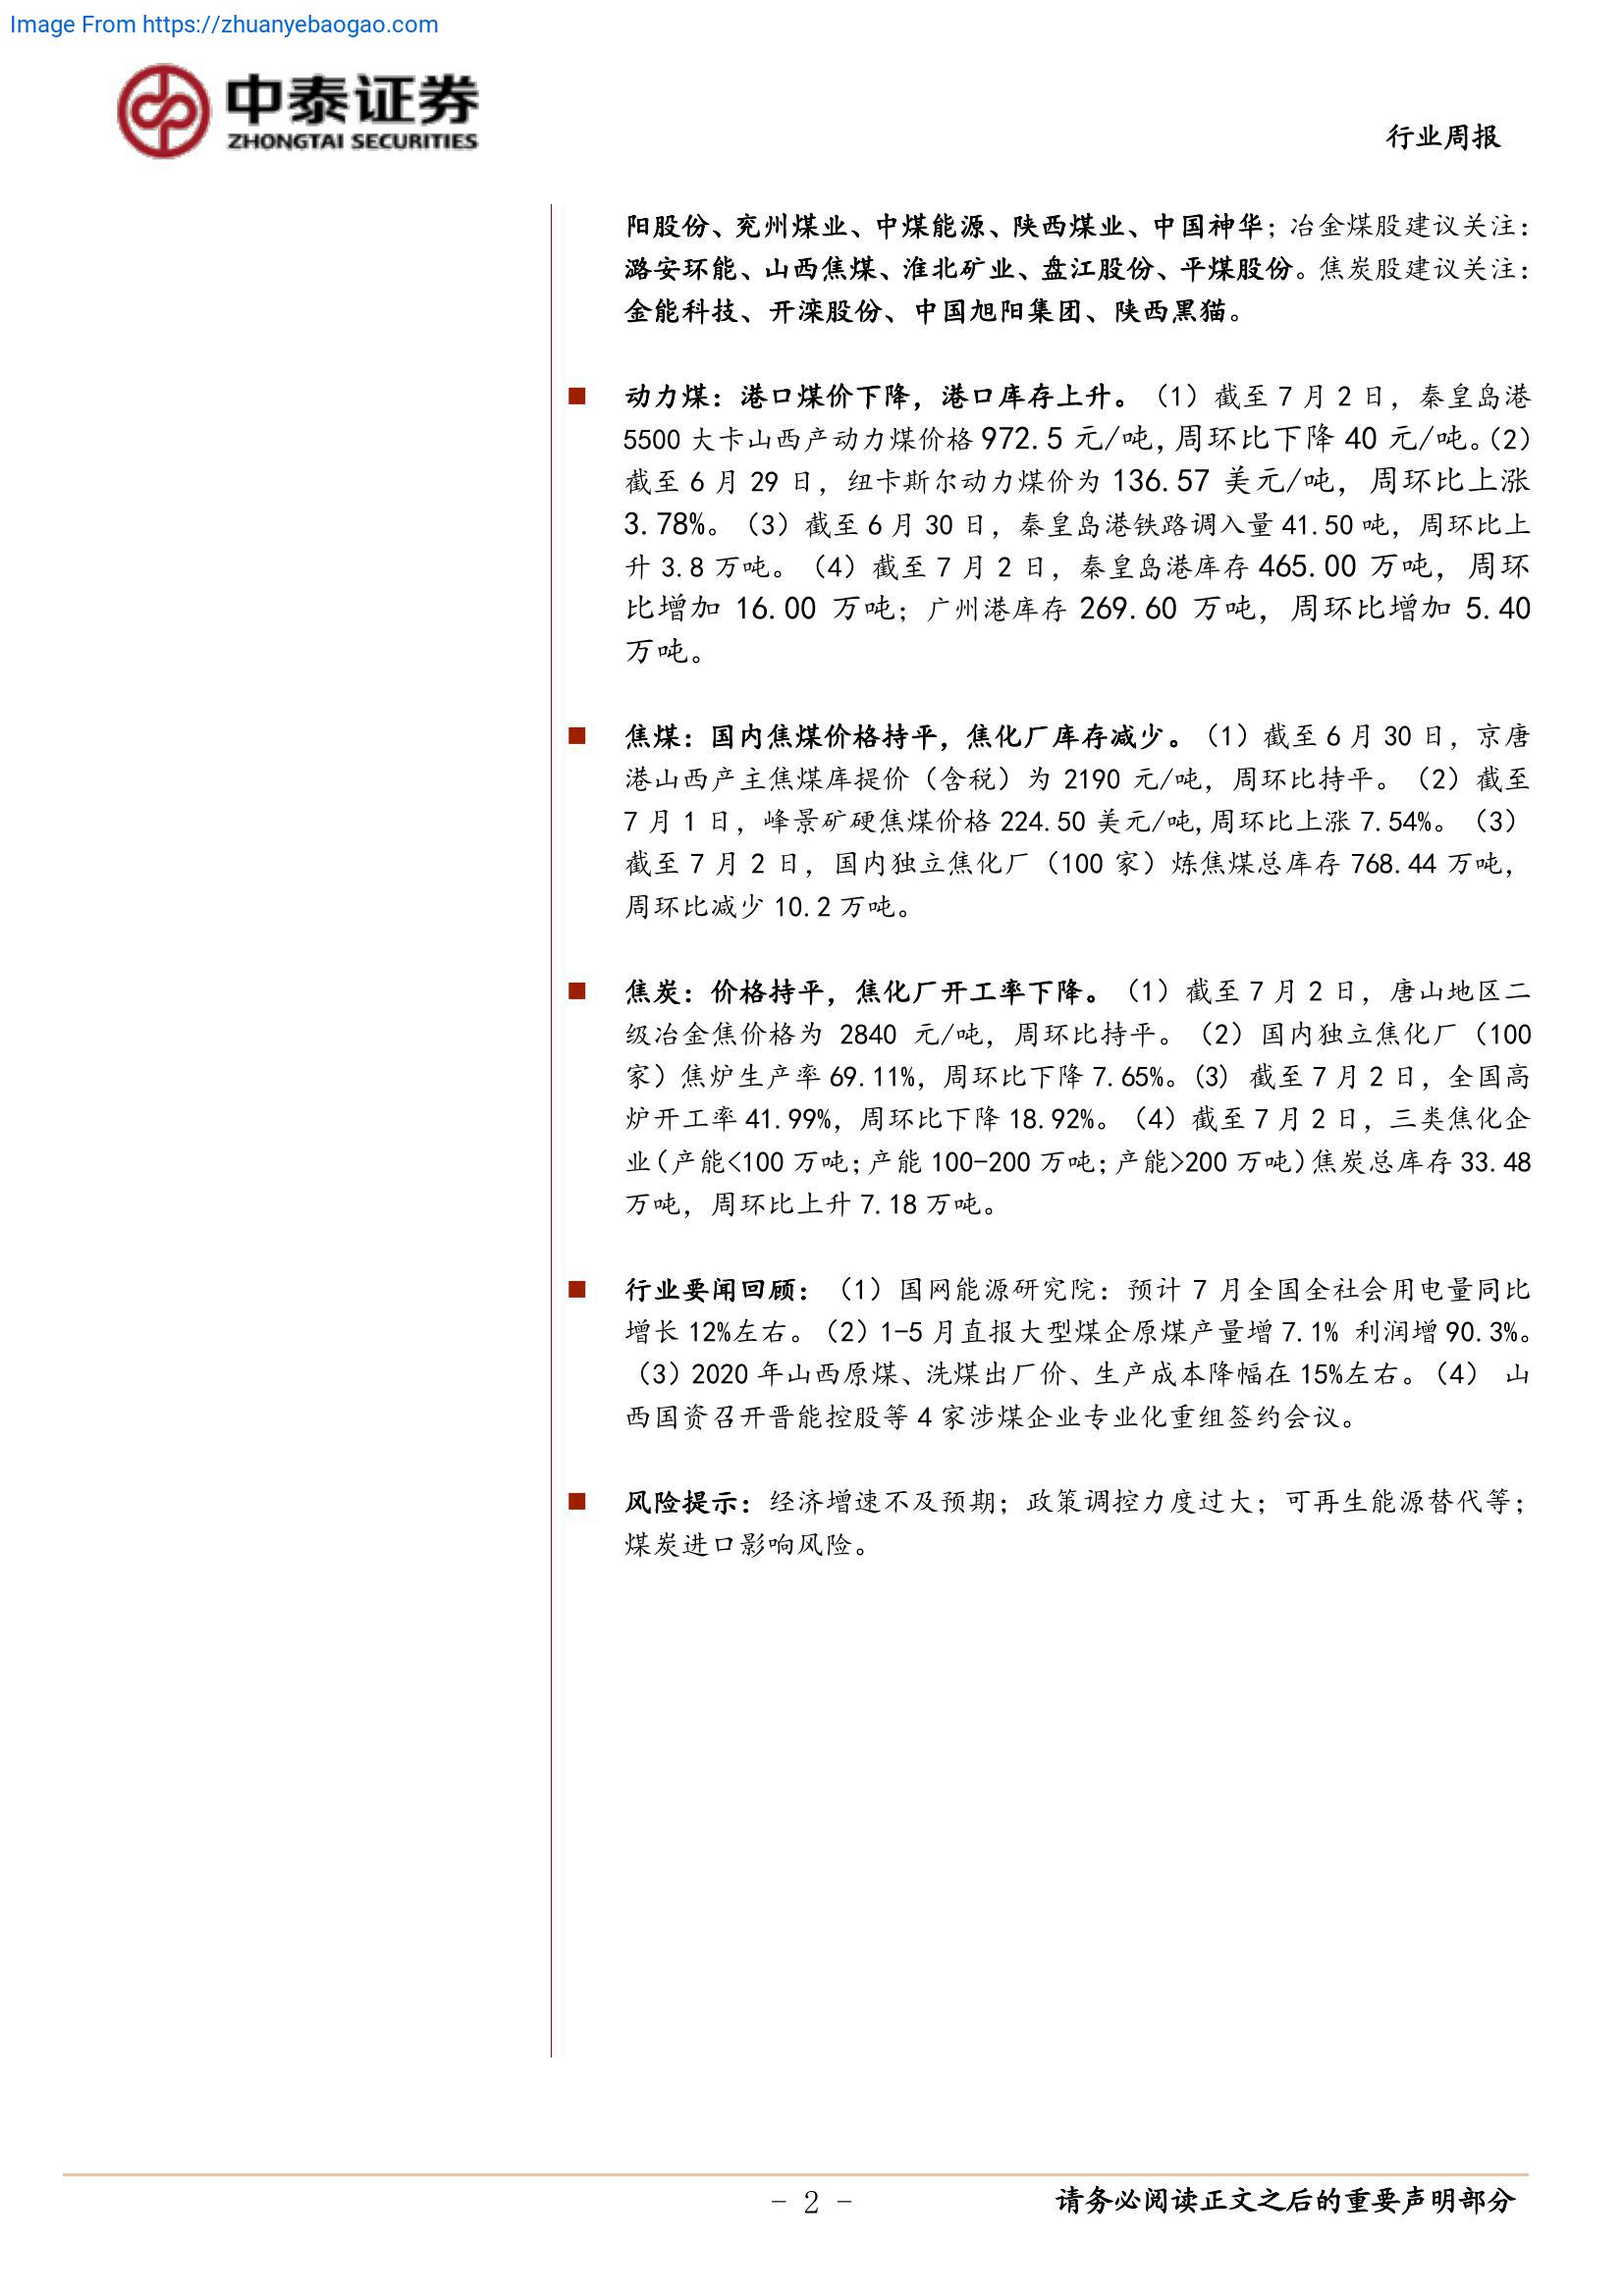 Image From https://zhuanyebaogao.com
中泰证券
ZHONGTAI SECURITIES
行业周报
阳股份、兖州煤业、中煤能源、陕西煤业、中国神华；冶金煤股建议关注：
潞安环能、山西焦煤、淮北矿业、盘江股份、平煤股份。焦炭股建议关注：
金能科技、开滦股份、中国旭阳集团、陕西黑猫。
■ 动力煤：港口煤价下降，港口库存上升。（1）截至 7 月 2 日，秦皇岛港
5500 大卡山西产动力煤价格 972.5 元/吨，周环比下降 40 元/吨。（2）
截至 6 月 29 日，纽卡斯尔动力煤价为 136.57 美元/吨，周环比上涨
3.78%。（3）截至 6 月 30 日，秦皇岛港铁路调入量 41.50 吨，周环比上
升 3.8 万吨。（4）截至 7 月 2 日，秦皇岛港库存 465.00 万吨，周环
比增加 16.00 万吨；广州港库存 269.60 万吨，周环比增加 5.40
万吨。
■ 焦煤：国内焦煤价格持平，焦化厂库存减少。（1）截至 6 月 30 日，京唐
港山西产主焦煤库提价（含税）为 2190 元/吨，周环比持平。（2）截至
7 月 1 日，峰景矿硬焦煤价格 224.50 美元/吨,周环比上涨 7.54%。（3）
截至 7 月 2 日，国内独立焦化厂（100 家）炼焦煤总库存 768.44 万吨，
周环比减少 10.2 万吨。
■ 焦炭：价格持平，焦化厂开工率下降。（1）截至 7 月 2 日，唐山地区二
级冶金焦价格为 2840 元/吨，周环比持平。（2）国内独立焦化厂（100
家）焦炉生产率 69.11%，周环比下降 7.65%。(3) 截至 7 月 2 日，全国高
炉开工率 41.99%，周环比下降 18.92%。（4）截至 7 月 2 日，三类焦化企
业（产能<100 万吨；产能 100-200 万吨；产能>200 万吨）焦炭总库存 33.48
万吨，周环比上升 7.18 万吨。
■ 行业要闻回顾：（1）国网能源研究院：预计 7 月全国全社会用电量同比
增长 12%左右。（2）1-5 月直报大型煤企原煤产量增 7.1% 利润增 90.3%。
（3）2020 年山西原煤、洗煤出厂价、生产成本降幅在 15%左右。（4） 山
西国资召开晋能控股等 4 家涉煤企业专业化重组签约会议。
■ 风险提示：经济增速不及预期；政策调控力度过大；可再生能源替代等；
煤炭进口影响风险。
- 2 -
请务必阅读正文之后的重要声明部分